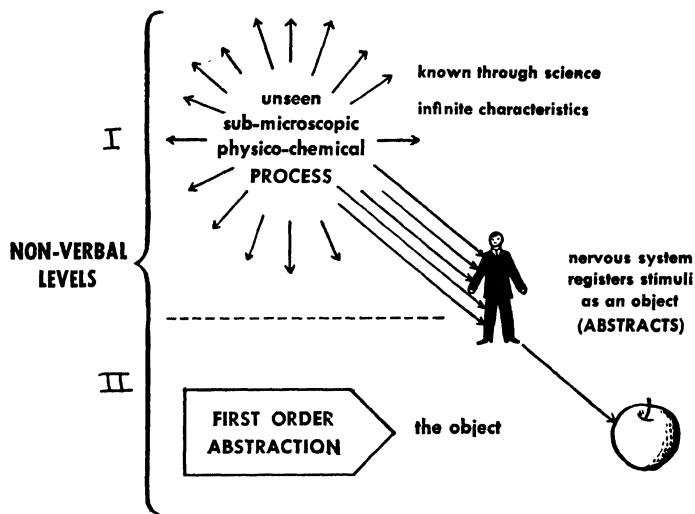 known through science
infinite characteristics
unseen
sub-microscopic
physico-chemical
PROCESS
I
NON-VERBAL
LEVELS
nervous system
registers stimuli
as an object
(ABSTRACTS)
II
FIRST ORDER
ABSTRACTION
the object